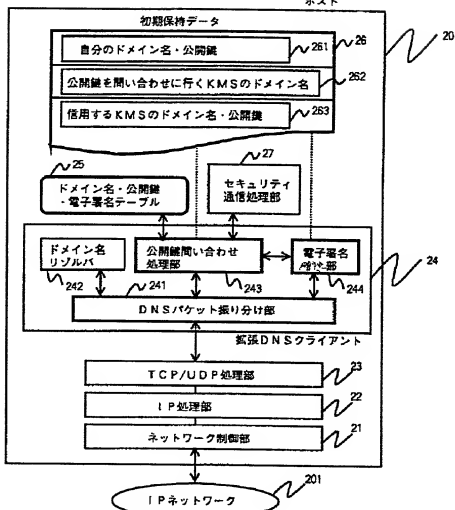 ホスト
初期保持データ
20
自分のドメイン名・公開鍵
261
26
公開鍵を問い合わせに行くKMSのドメイン名
262
信用するKMSのドメイン名・公開鍵
263
25
27
ドメイン名・公開鍵
・電子署名テーブル
セキュリティ
通信処理部
ドメイン名
リゾルバ
公開鍵問い合わせ
処理部
電子署名
24
242
241
243
244
DNSパケット振り分け部
拡張DNSクライアント
TCP/UDP処理部
23
IP処理部
22
ネットワーク制御部
21
IPネットワーク
201